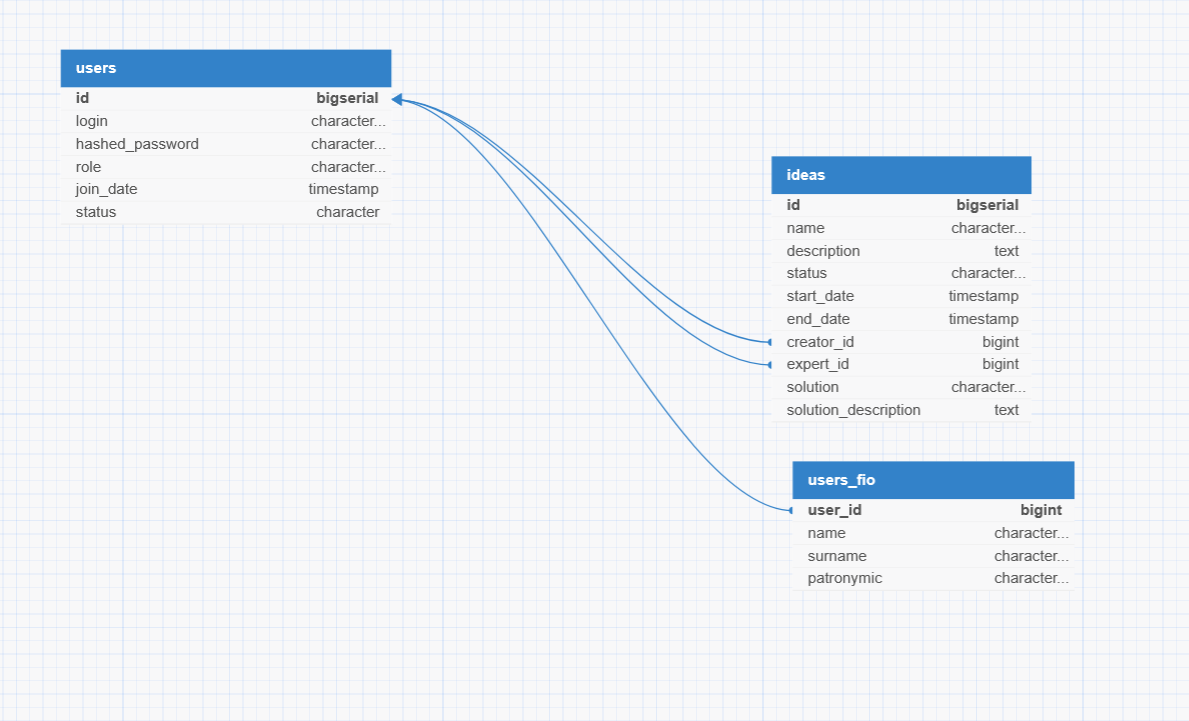 users
id bigserial
login character...
hashed_password character...
role character...
join_date timestamp
status character
ideas
id bigserial
name character...
description text
status character...
start_date timestamp
end_date timestamp
creator_id bigint
expert_id bigint
solution character...
solution_description text
users_fio
user_id bigint
name character...
surname character...
patronymic character...